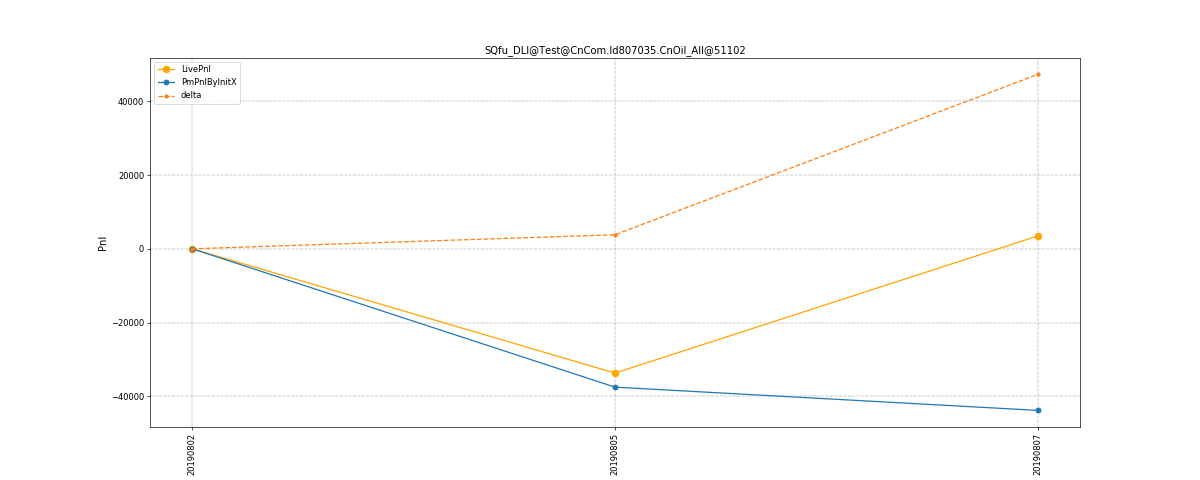 SQfu_DLI@Test@CnCom.Id807035.CnOil_All@51102
LivePnl
PmPnlByInitX
delta
40000
20000
0
−20000
−40000
Pnl
20190802
20190805
20190807